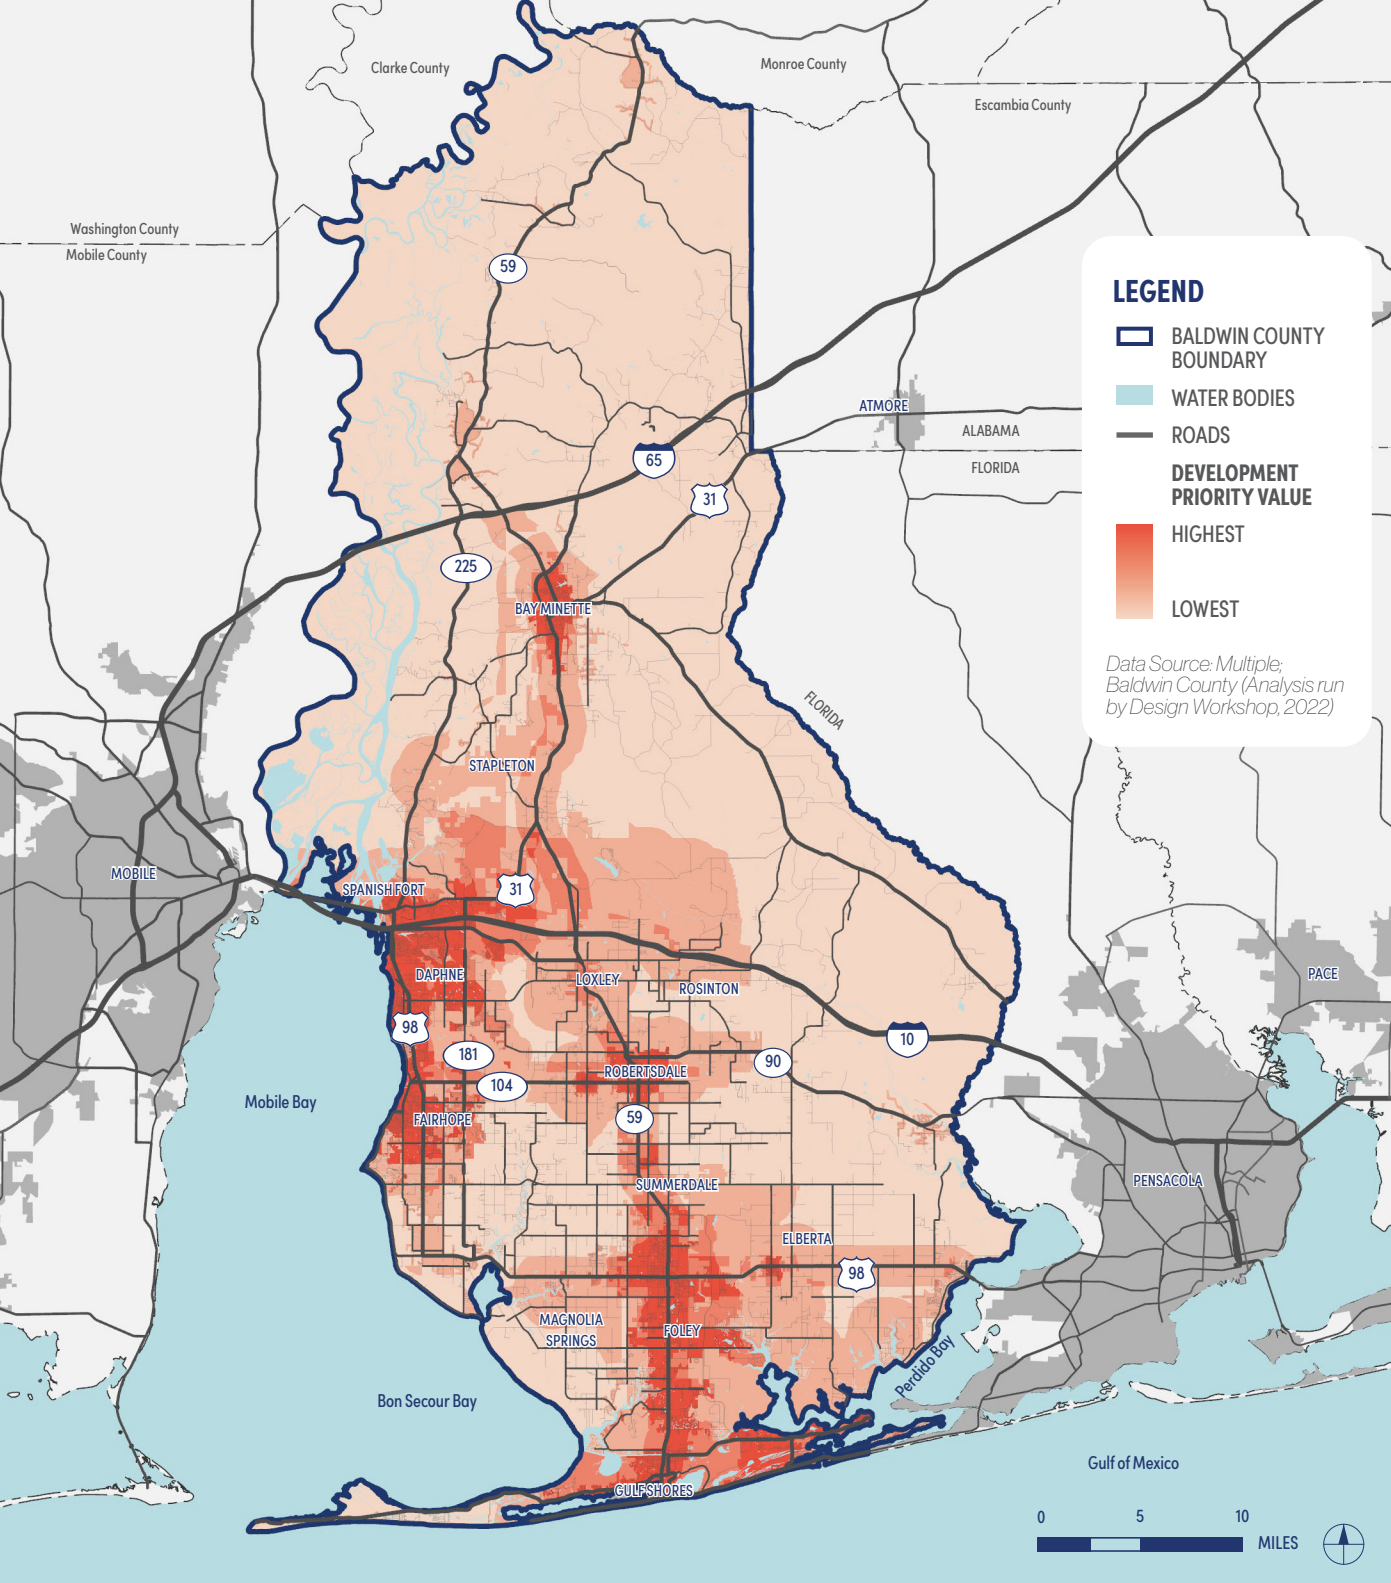 Clarke County
Monroe County
Escambia County
Washington County
Mobile County
59
LEGEND
BALDWIN COUNTY
BOUNDARY
WATER BODIES
ROADS
DEVELOPMENT
PRIORITY VALUE
HIGHEST
LOWEST
Data Source: Multiple;
Baldwin County (Analysis run
by Design Workshop, 2022)
ATMORE
ALABAMA
FLORIDA
65
31
225
BAY MINETTE
FLORIDA
STAPLETON
MOBILE
SPANISH FORT
31
DAPHNE
LOXLEY
ROSINTON
PACE
98
10
181
90
ROBERTSDALE
104
Mobile Bay
FAIRHOPE
59
SUMMERDALE
PENSACOLA
ELBERTA
98
MAGNOLIA
SPRINGS
FOLEY
Perdido Bay
Bon Secour Bay
Gulf of Mexico
GULF SHORES
0
5
10
MILES